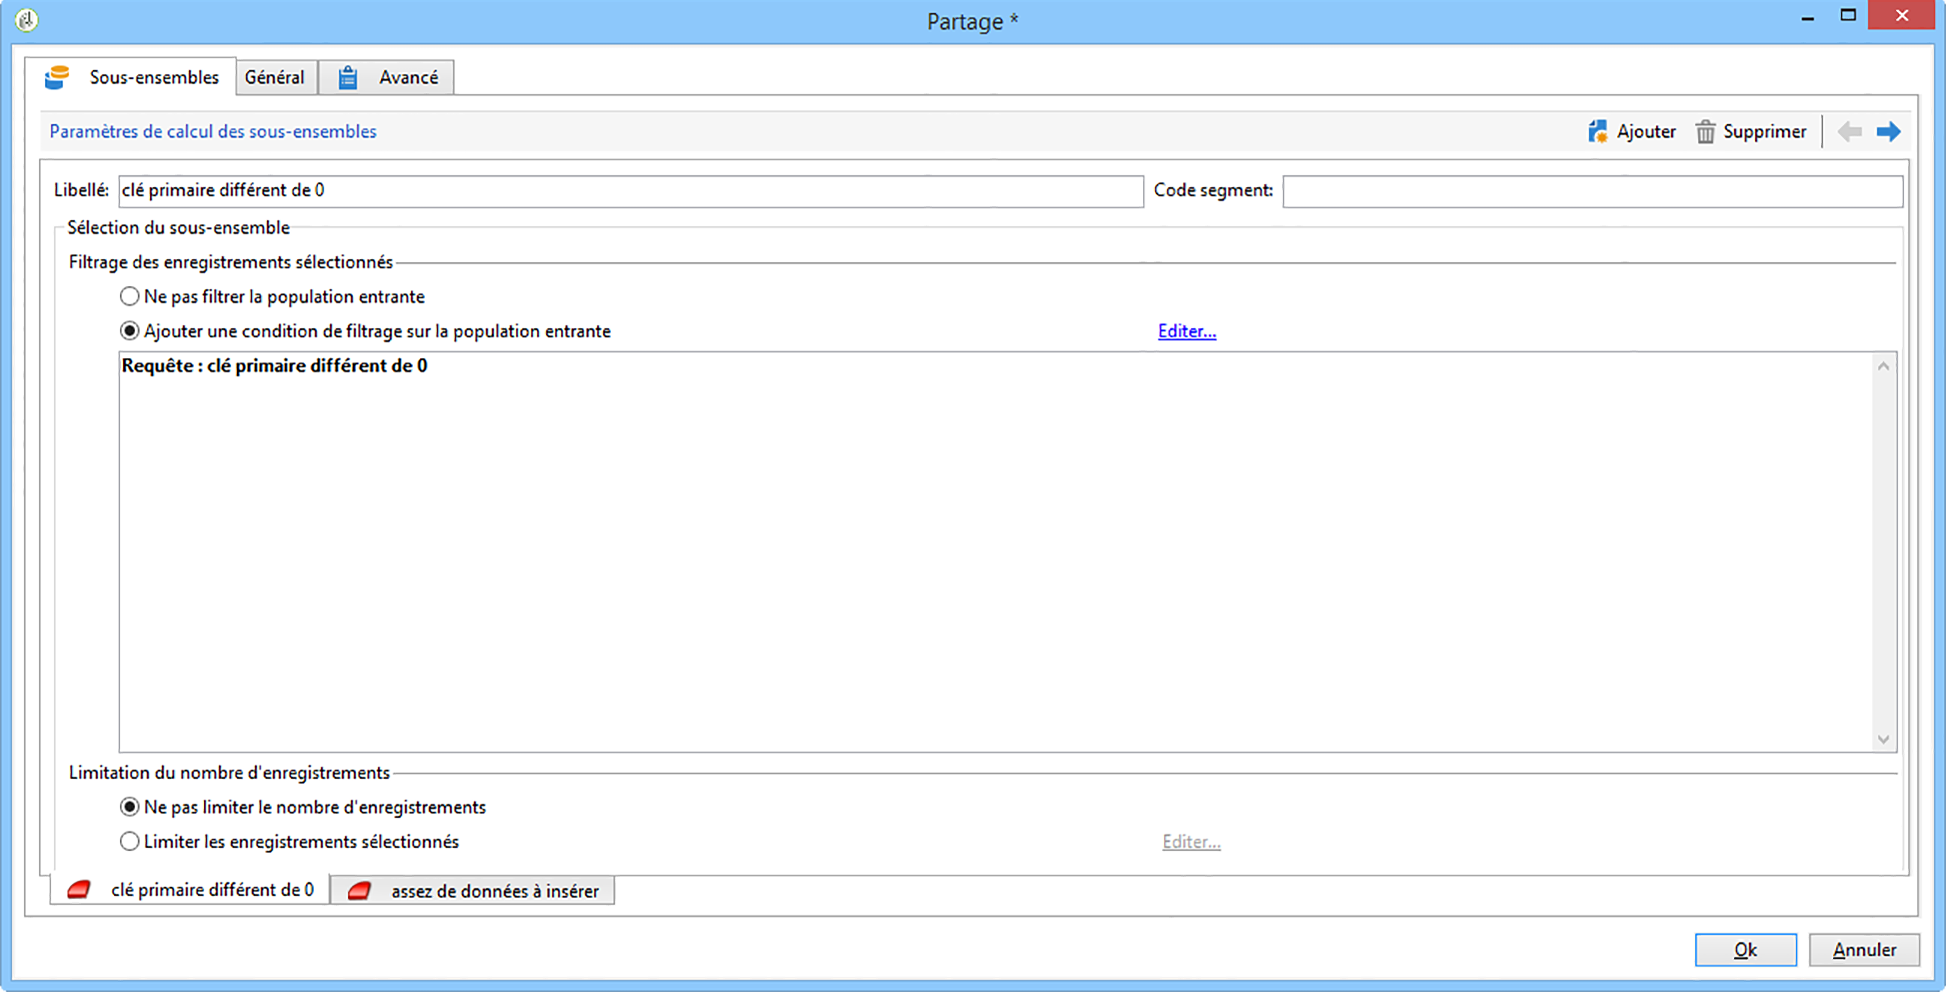 Partage *
Sous-ensembles Général Avancé
Paramètres de calcul des sous-ensembles Ajouter Supprimer
Libellé: clé primaire différent de 0 Code segment:
Sélection du sous-ensemble
Filtrage des enregistrements sélectionnés
Ne pas filtrer la population entrante
Ajouter une condition de filtrage sur la population entrante Editer...
Requête : clé primaire différent de 0
Limitation du nombre d'enregistrements
Ne pas limiter le nombre d'enregistrements
Limiter les enregistrements sélectionnés Editer...
clé primaire différent de 0 assez de données à insérer
Ok Annuler